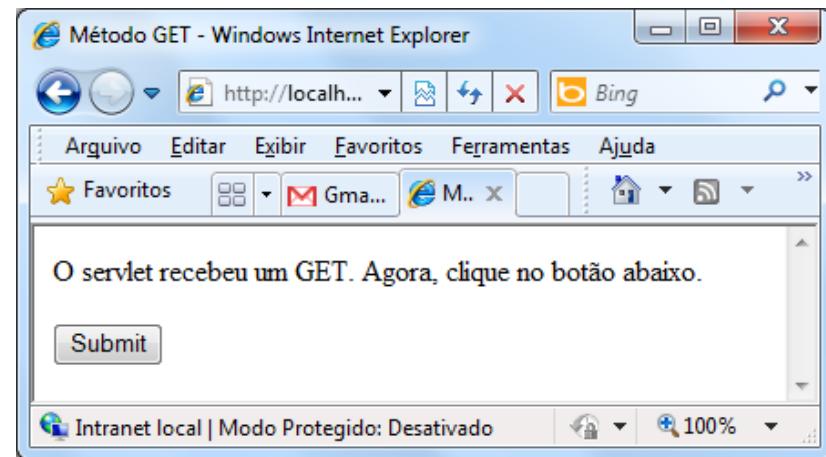 Método GET - Windows Internet Explorer
http://localh... Bing
Arquivo Editar Exibir Favoritos Ferramentas Ajuda
Favoritos Gma... M..
O servlet recebeu um GET. Agora, clique no botão abaixo.
Submit
Intranet local | Modo Protegido: Desativado 100%